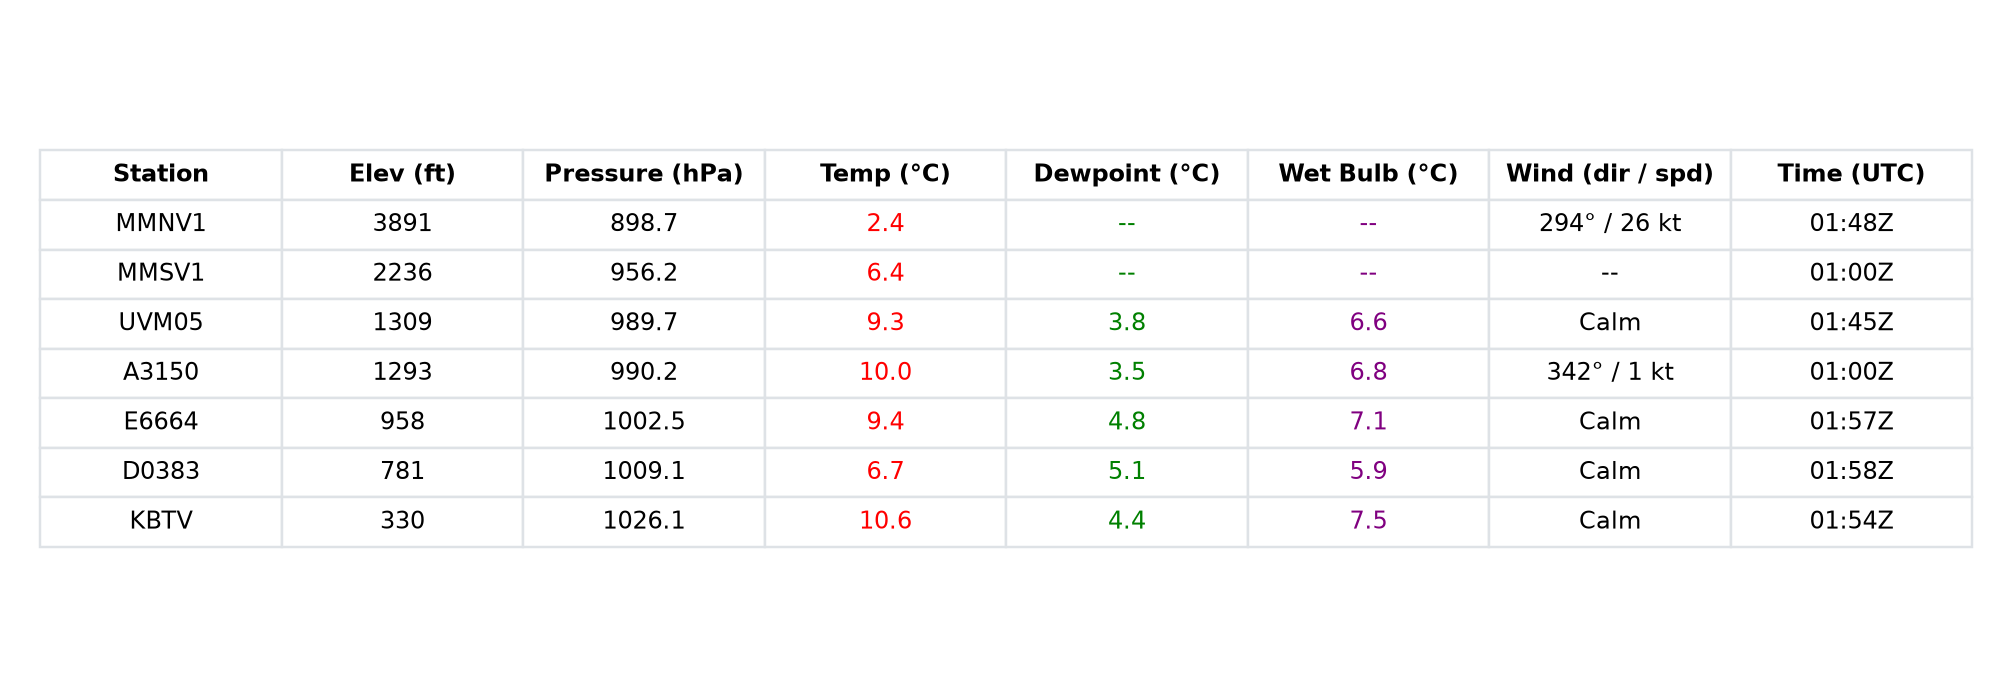 Station Elev (ft) Pressure (hPa) Temp (°C) Dewpoint (°C) Wet Bulb (°C) Wind (dir / spd) Time (UTC)
MMNV1 3891 898.7 2.4 -- -- 294° / 26 kt 01:48Z
MMSV1 2236 956.2 6.4 -- -- -- 01:00Z
UVM05 1309 989.7 9.3 3.8 6.6 Calm 01:45Z
A3150 1293 990.2 10.0 3.5 6.8 342° / 1 kt 01:00Z
E6664 958 1002.5 9.4 4.8 7.1 Calm 01:57Z
D0383 781 1009.1 6.7 5.1 5.9 Calm 01:58Z
KBTV 330 1026.1 10.6 4.4 7.5 Calm 01:54Z